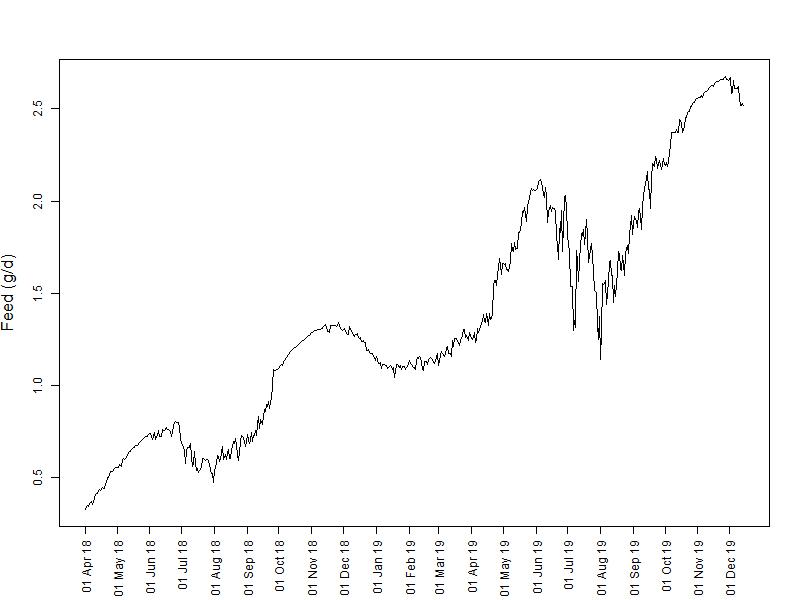 Feed (g/d)
2.5
2.0
1.5
1.0
0.5
01 Apr 18
01 May 18
01 Jun 18
01 Jul 18
01 Aug 18
01 Sep 18
01 Oct 18
01 Nov 18
01 Dec 18
01 Jan 19
01 Feb 19
01 Mar 19
01 Apr 19
01 May 19
01 Jun 19
01 Jul 19
01 Aug 19
01 Sep 19
01 Oct 19
01 Nov 19
01 Dec 19